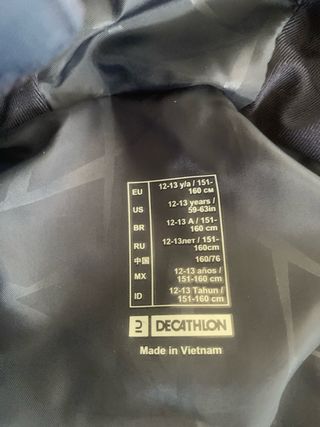 EU 12-13 y/a / 151-
160 см
US 12-13 years /
59-63in
BR 12-13 A / 151-
160 cm
RU 12-13лет / 151-
160cm
中国 160/76
MX 12-13 años /
151-160 cm
ID 12-13 Tahun /
151-160 cm
DECATHLON
Made in Vietnam